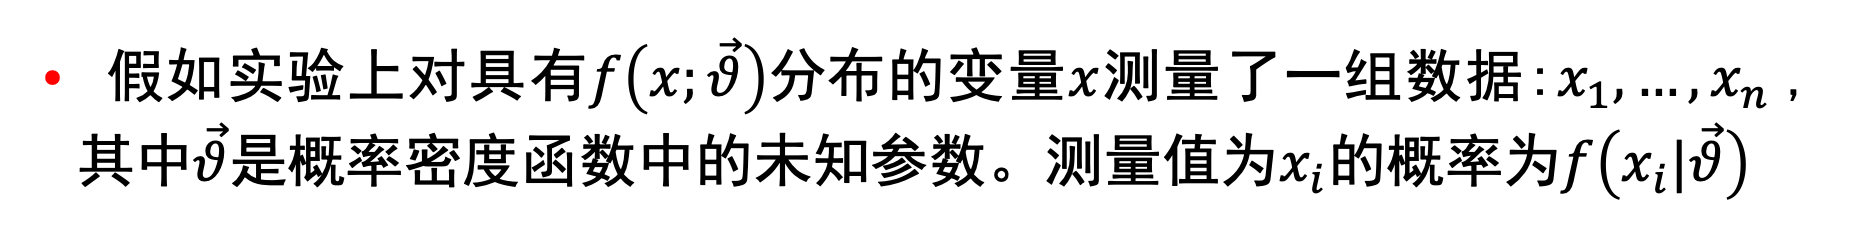 • 假如实验上对具有f(x; ϑ⃗)分布的变量x测量了一组数据:x₁, … , xₙ ,
其中ϑ⃗是概率密度函数中的未知参数。测量值为xᵢ的概率为f(xᵢ|ϑ⃗)